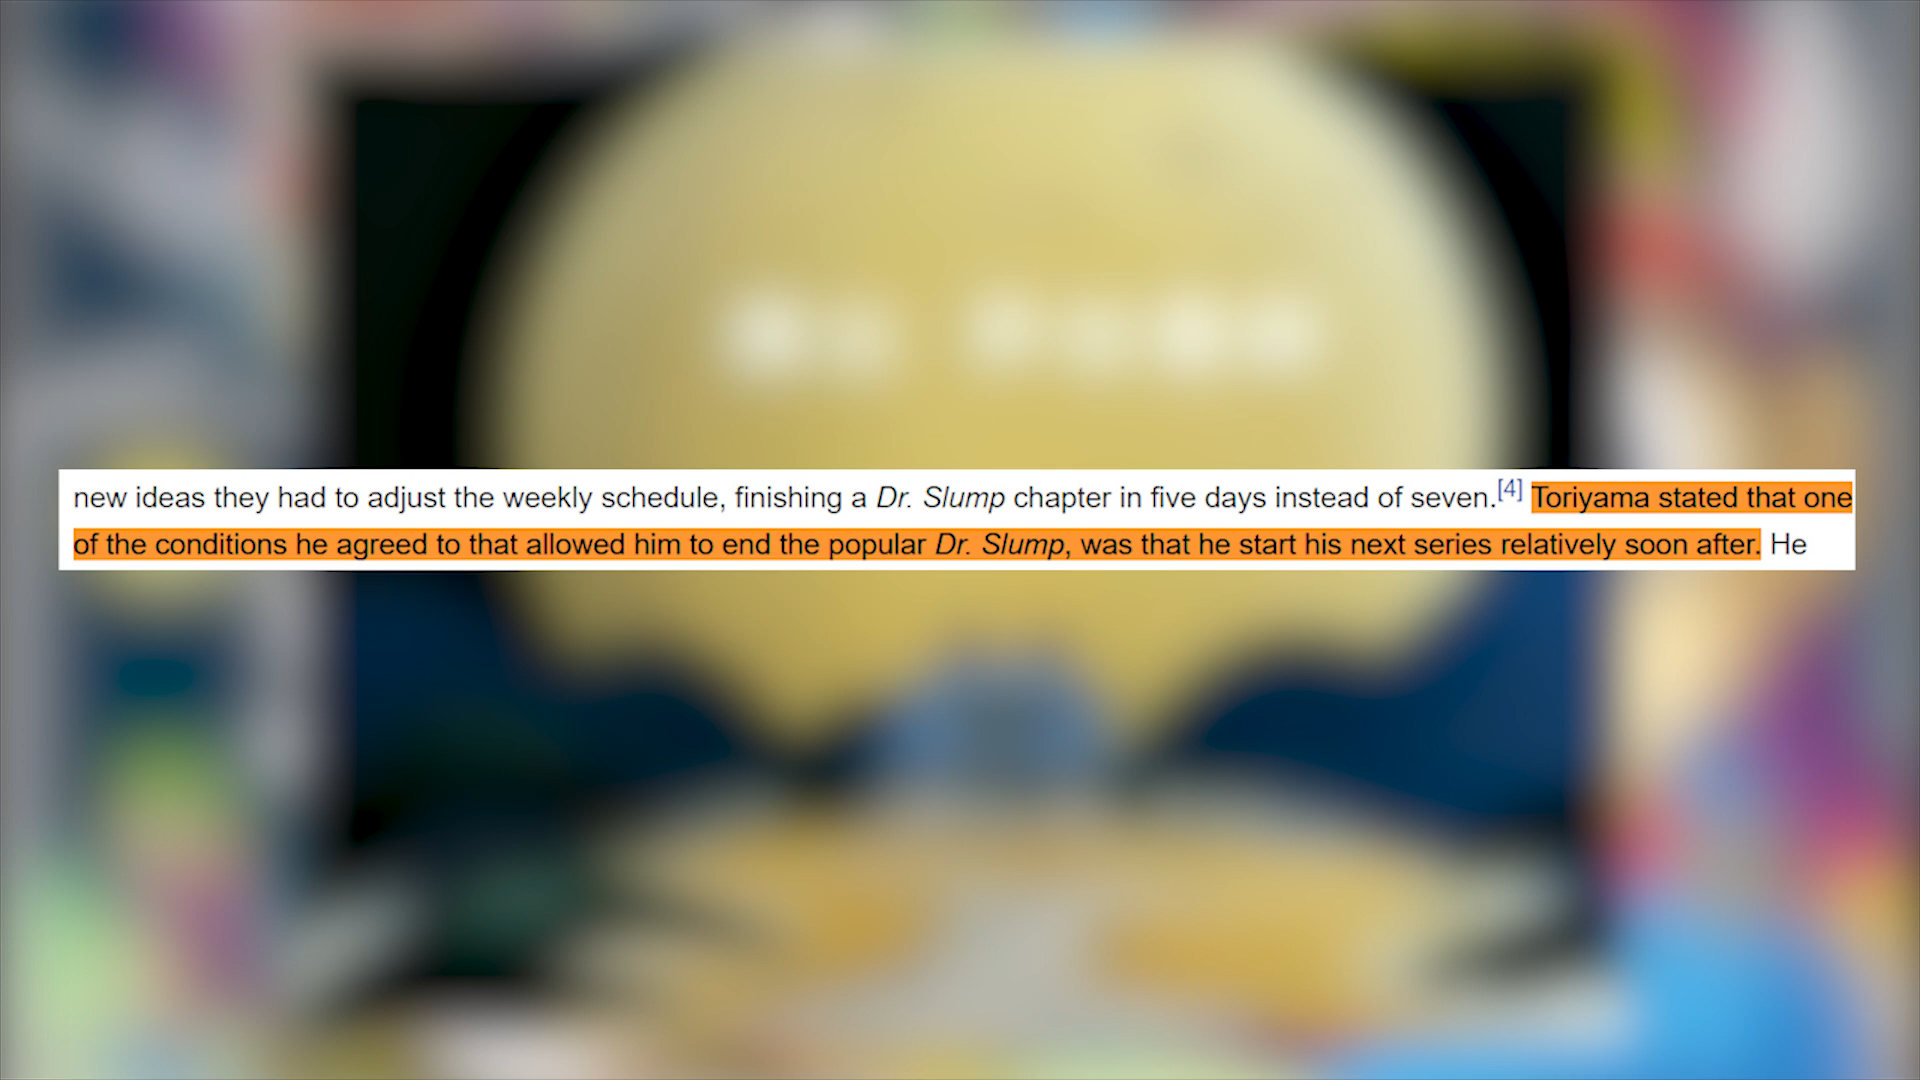 new ideas they had to adjust the weekly schedule, finishing a Dr. Slump chapter in five days instead of seven.[4] Toriyama stated that one
of the conditions he agreed to that allowed him to end the popular Dr. Slump, was that he start his next series relatively soon after. He